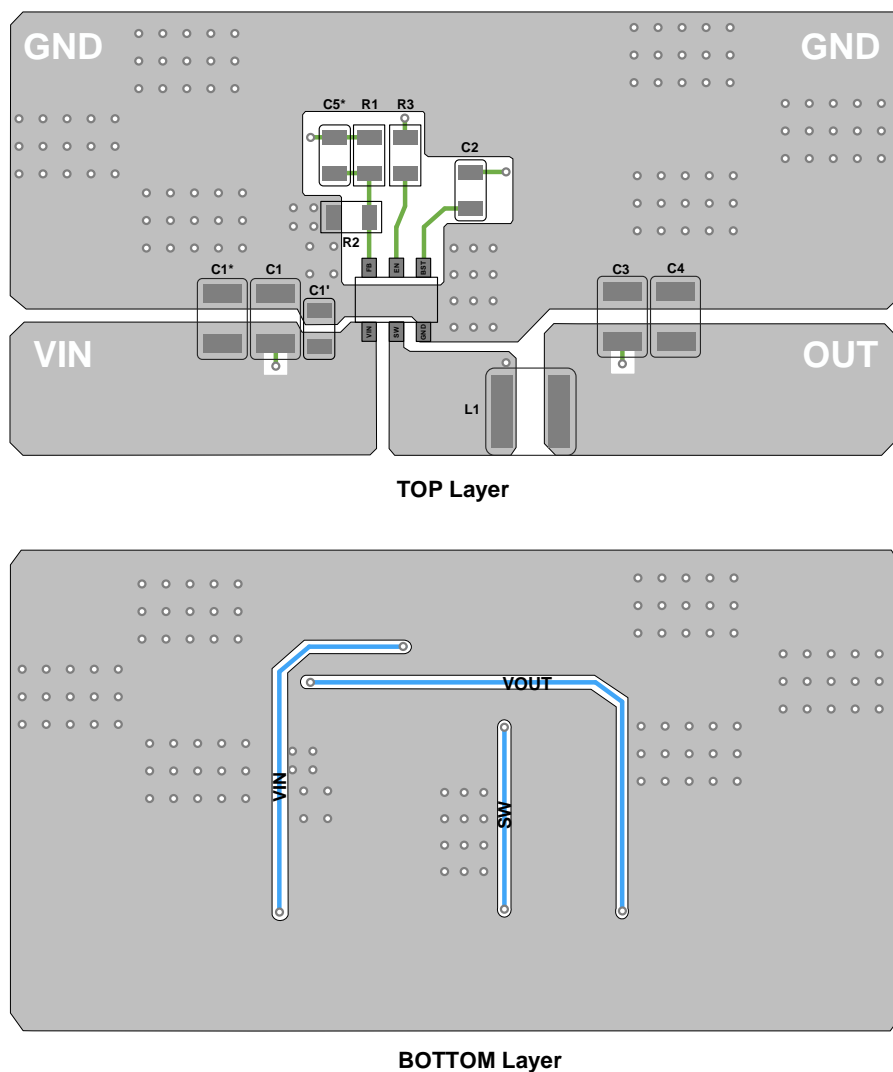 GND
GND
C5*
R1
R3
C2
R2
C1*
C1
C1'
C3
C4
FB
EN
BST
VIN
SW
GND
VIN
OUT
L1
TOP Layer
VOUT
VIN
SW
BOTTOM Layer